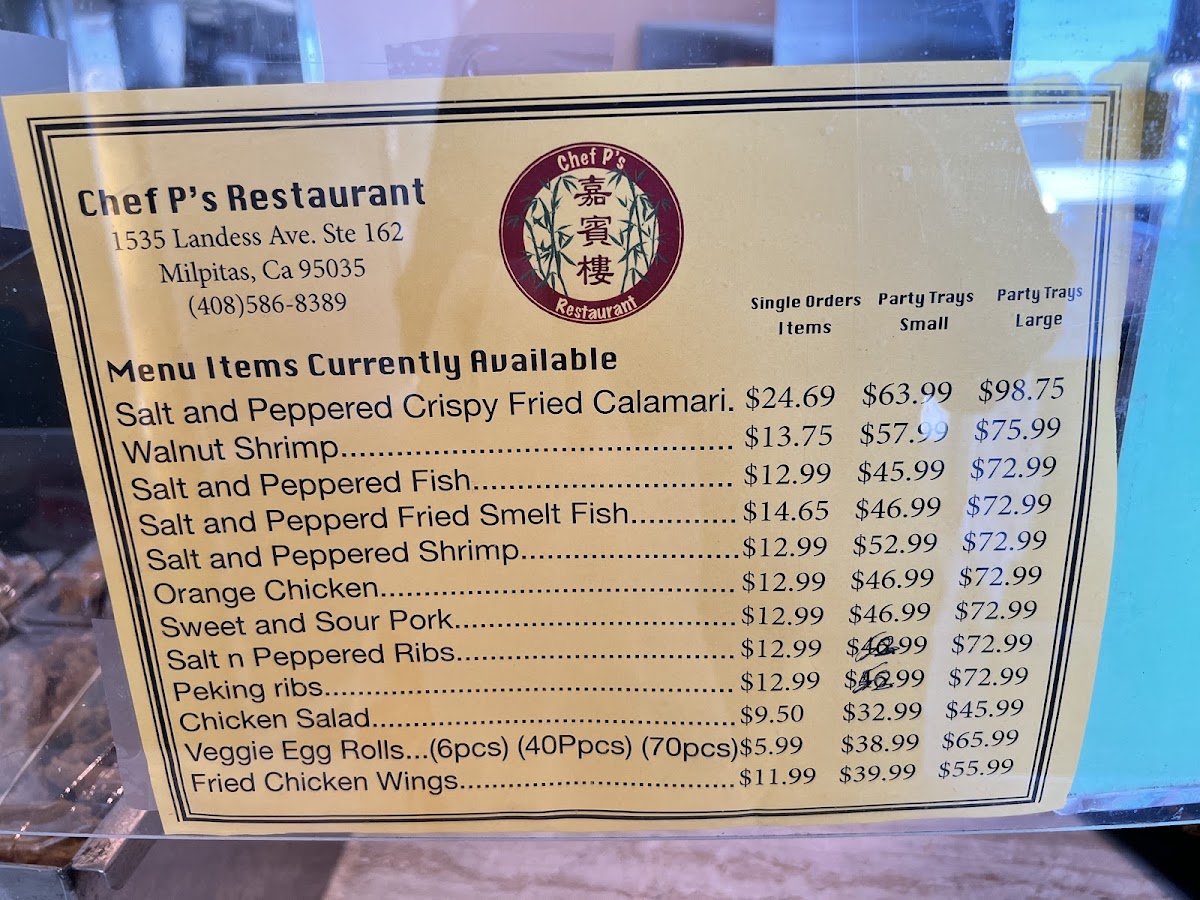 Chef P's Restaurant
1535 Landess Ave. Ste 162
Milpitas, Ca 95035
(408)586-8389
Chef P's
嘉
賓
樓
Restaurant
Single Orders Party Trays Party Trays
Items Small Large
Menu Items Currently Available
Salt and Peppered Crispy Fried Calamari. $24.69 $63.99 $98.75
Walnut Shrimp........................................... $13.75 $57.99 $75.99
Salt and Peppered Fish............................. $12.99 $45.99 $72.99
Salt and Pepperd Fried Smelt Fish............ $14.65 $46.99 $72.99
Salt and Peppered Shrimp........................$12.99 $52.99 $72.99
Orange Chicken....................................... $12.99 $46.99 $72.99
Sweet and Sour Pork................................ $12.99 $46.99 $72.99
Salt n Peppered Ribs................................ $12.99 .99 $72.99
Peking ribs............................................... $12.99 .99 $72.99
Chicken Salad..........................................$9.50 $32.99 $45.99
Veggie Egg Rolls...(6pcs) (40Ppcs) (70pcs)$5.99 $38.99 $65.99
Fried Chicken Wings................................ $11.99 $39.99 $55.99